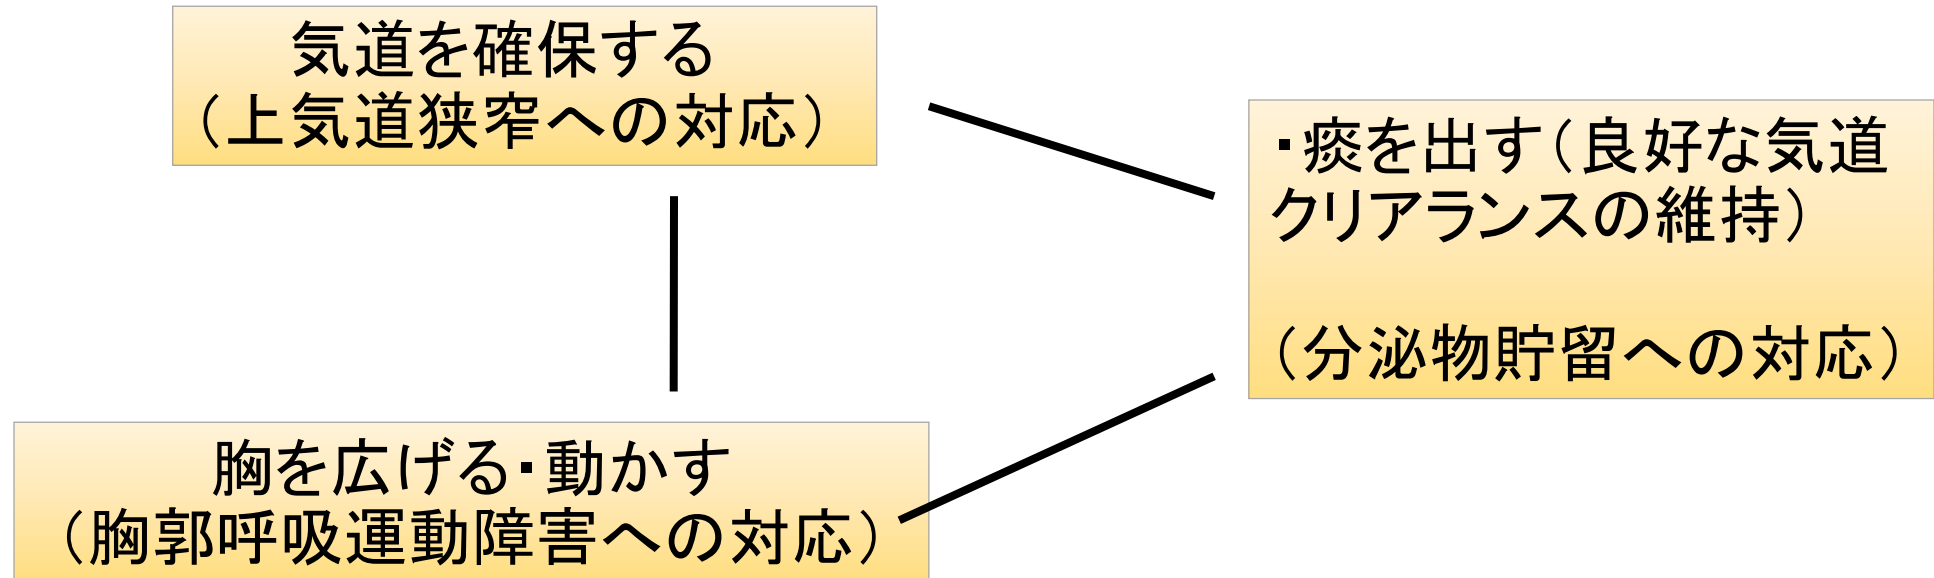 気道を確保する
（上気道狭窄への対応）
・痰を出す（良好な気道
クリアランスの維持）
（分泌物貯留への対応）
胸を広げる・動かす
（胸郭呼吸運動障害への対応）